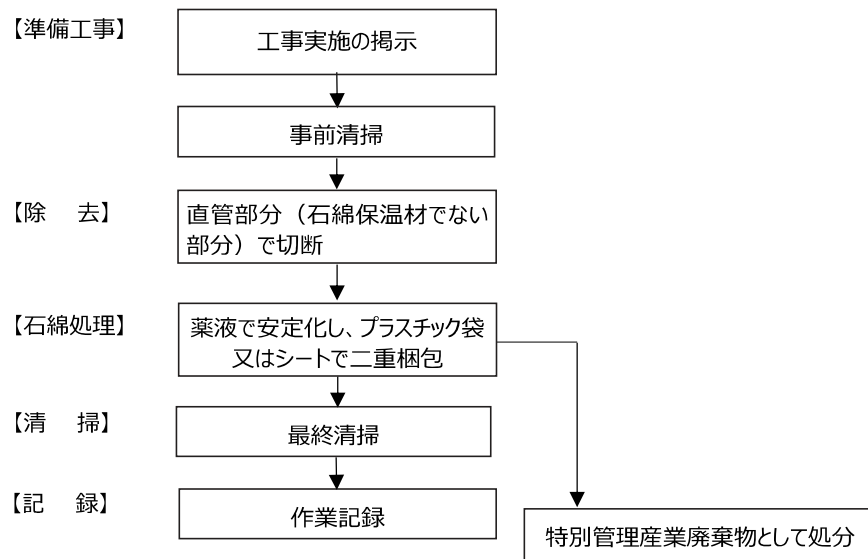 【準備工事】
工事実施の掲示
事前清掃
【除　去】
直管部分（石綿保温材でない
部分）で切断
【石綿処理】
薬液で安定化し、プラスチック袋
又はシートで二重梱包
【清　掃】
最終清掃
【記　録】
作業記録
特別管理産業廃棄物として処分